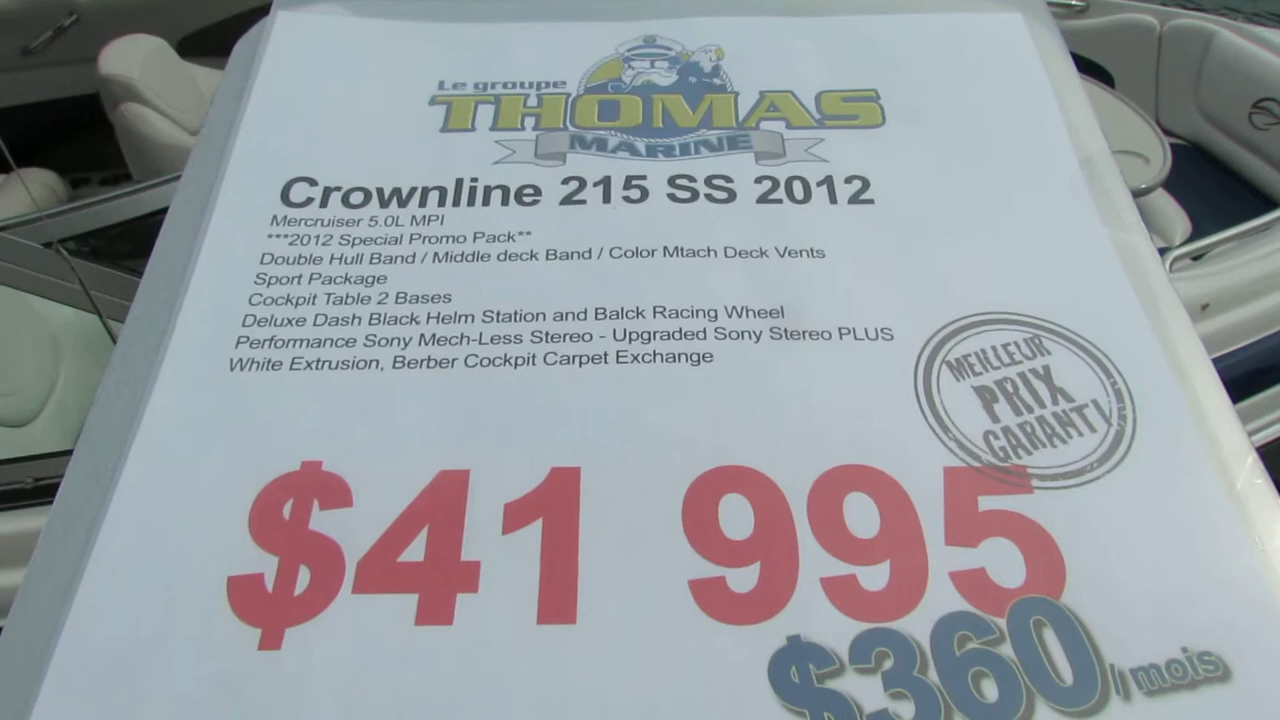 Le groupe
THOMAS
MARINE
Crownline 215 SS 2012
Mercruiser 5.0L MPI
***2012 Special Promo Pack**
Double Hull Band / Middle deck Band / Color Mtach Deck Vents
Sport Package
Cockpit Table 2 Bases
Deluxe Dash Black Helm Station and Balck Racing Wheel
Performance Sony Mech-Less Stereo - Upgraded Sony Stereo PLUS
White Extrusion, Berber Cockpit Carpet Exchange
MEILLEUR
PRIX
GARANTI
$41 995
$360 / mois